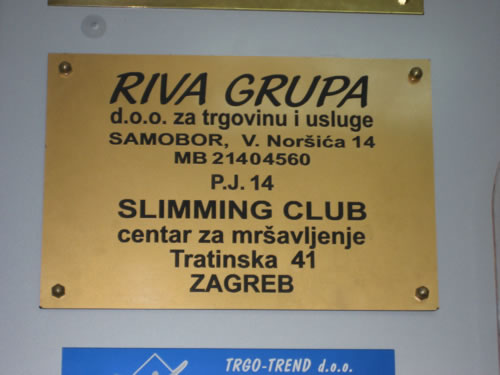 RIVA GRUPA
d.o.o. za trgovinu i usluge
SAMOBOR, V. Noršića 14
MB 21404560
P.J. 14
SLIMMING CLUB
centar za mršavljenje
Tratinska 41
ZAGREB
TRGO-TREND d.o.o.